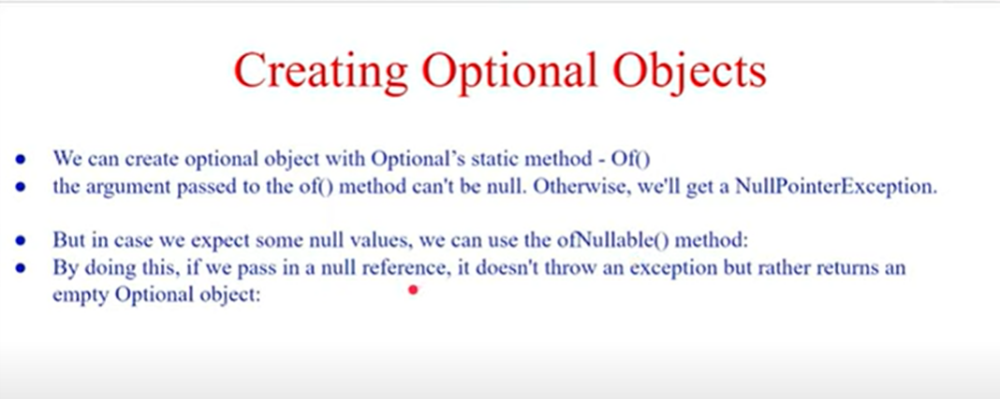 Creating Optional Objects
● We can create optional object with Optional’s static method - Of()
● the argument passed to the of() method can't be null. Otherwise, we'll get a NullPointerException.
● But in case we expect some null values, we can use the ofNullable() method:
● By doing this, if we pass in a null reference, it doesn't throw an exception but rather returns an
empty Optional object: